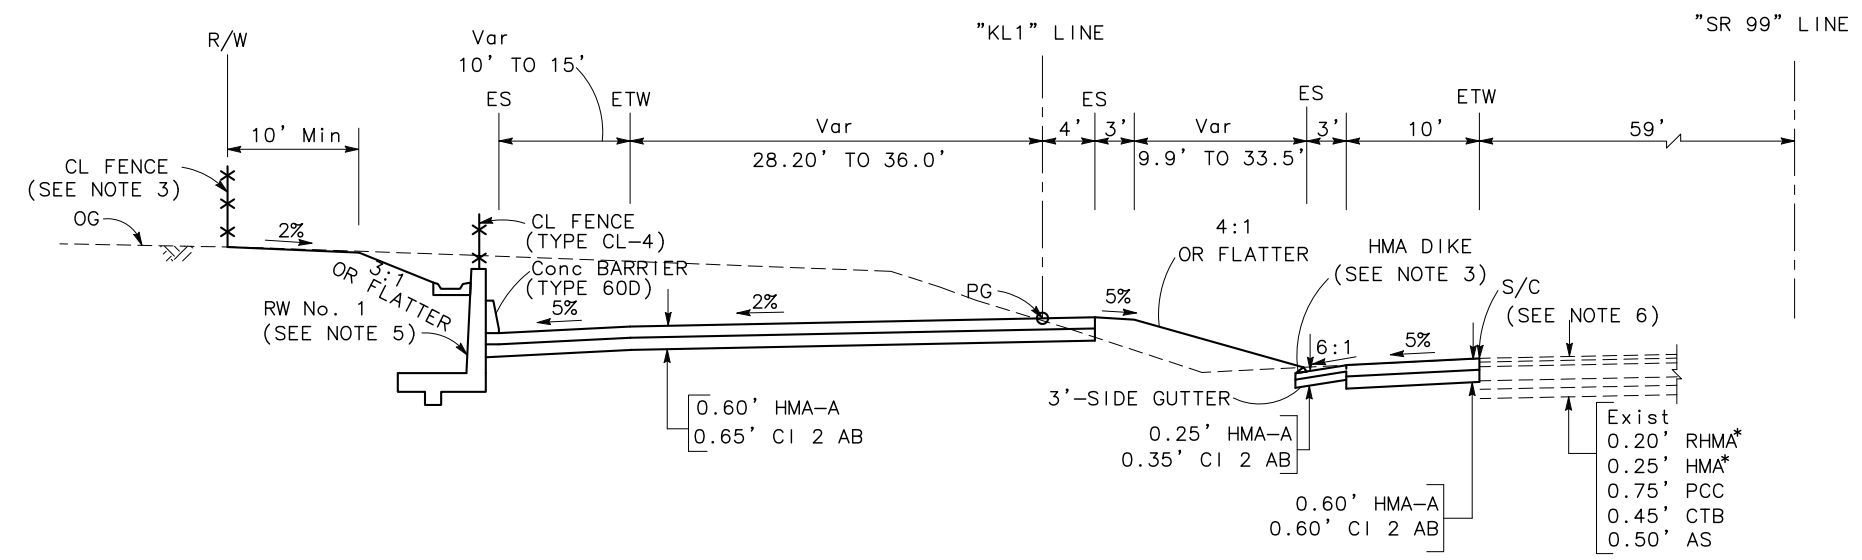 "SR 99" LINE
"KL1" LINE
R/W
Var
10' TO 15'
ES
ETW
ES
ES
ETW
10' Min
Var
28.20' TO 36.0'
4'
3'
Var
9.9' TO 33.5'
3'
10'
59'
CL FENCE
(SEE NOTE 3)
OG
2%
CL FENCE
(TYPE CL-4)
4:1
OR FLATTER
HMA DIKE
(SEE NOTE 3)
3:1
OR FLATTER
Conc BARRIER
(TYPE 60D)
PG
S/C
(SEE NOTE 6)
RW No. 1
(SEE NOTE 5)
5%
2%
5%
6:1
5%
3'-SIDE GUTTER
0.60' HMA-A
0.65' Cl 2 AB
0.25' HMA-A
0.35' Cl 2 AB
0.60' HMA-A
0.60' Cl 2 AB
Exist
0.20' RHMA*
0.25' HMA*
0.75' PCC
0.45' CTB
0.50' AS